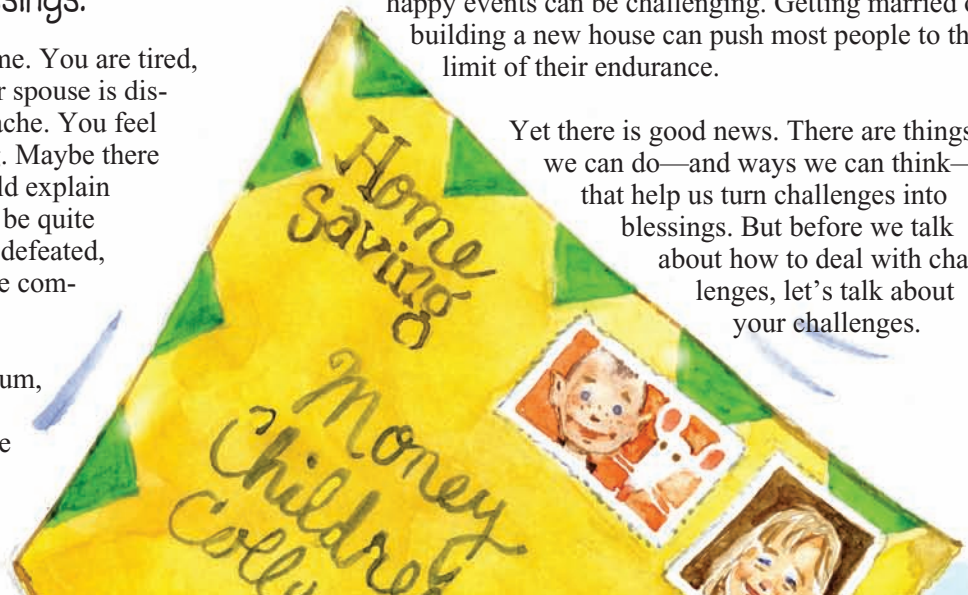 ssings.
me. You are tired,
r spouse is dis-
ache. You feel
. Maybe there
ld explain
be quite
defeated,
e com-
um,
e
happy events can be challenging. Getting married o
building a new house can push most people to th
limit of their endurance.
Yet there is good news. There are things
we can do—and ways we can think—
that help us turn challenges into
blessings. But before we talk
about how to deal with cha
lenges, let’s talk about
your challenges.
Home
Saving
Money
Childre
Coll